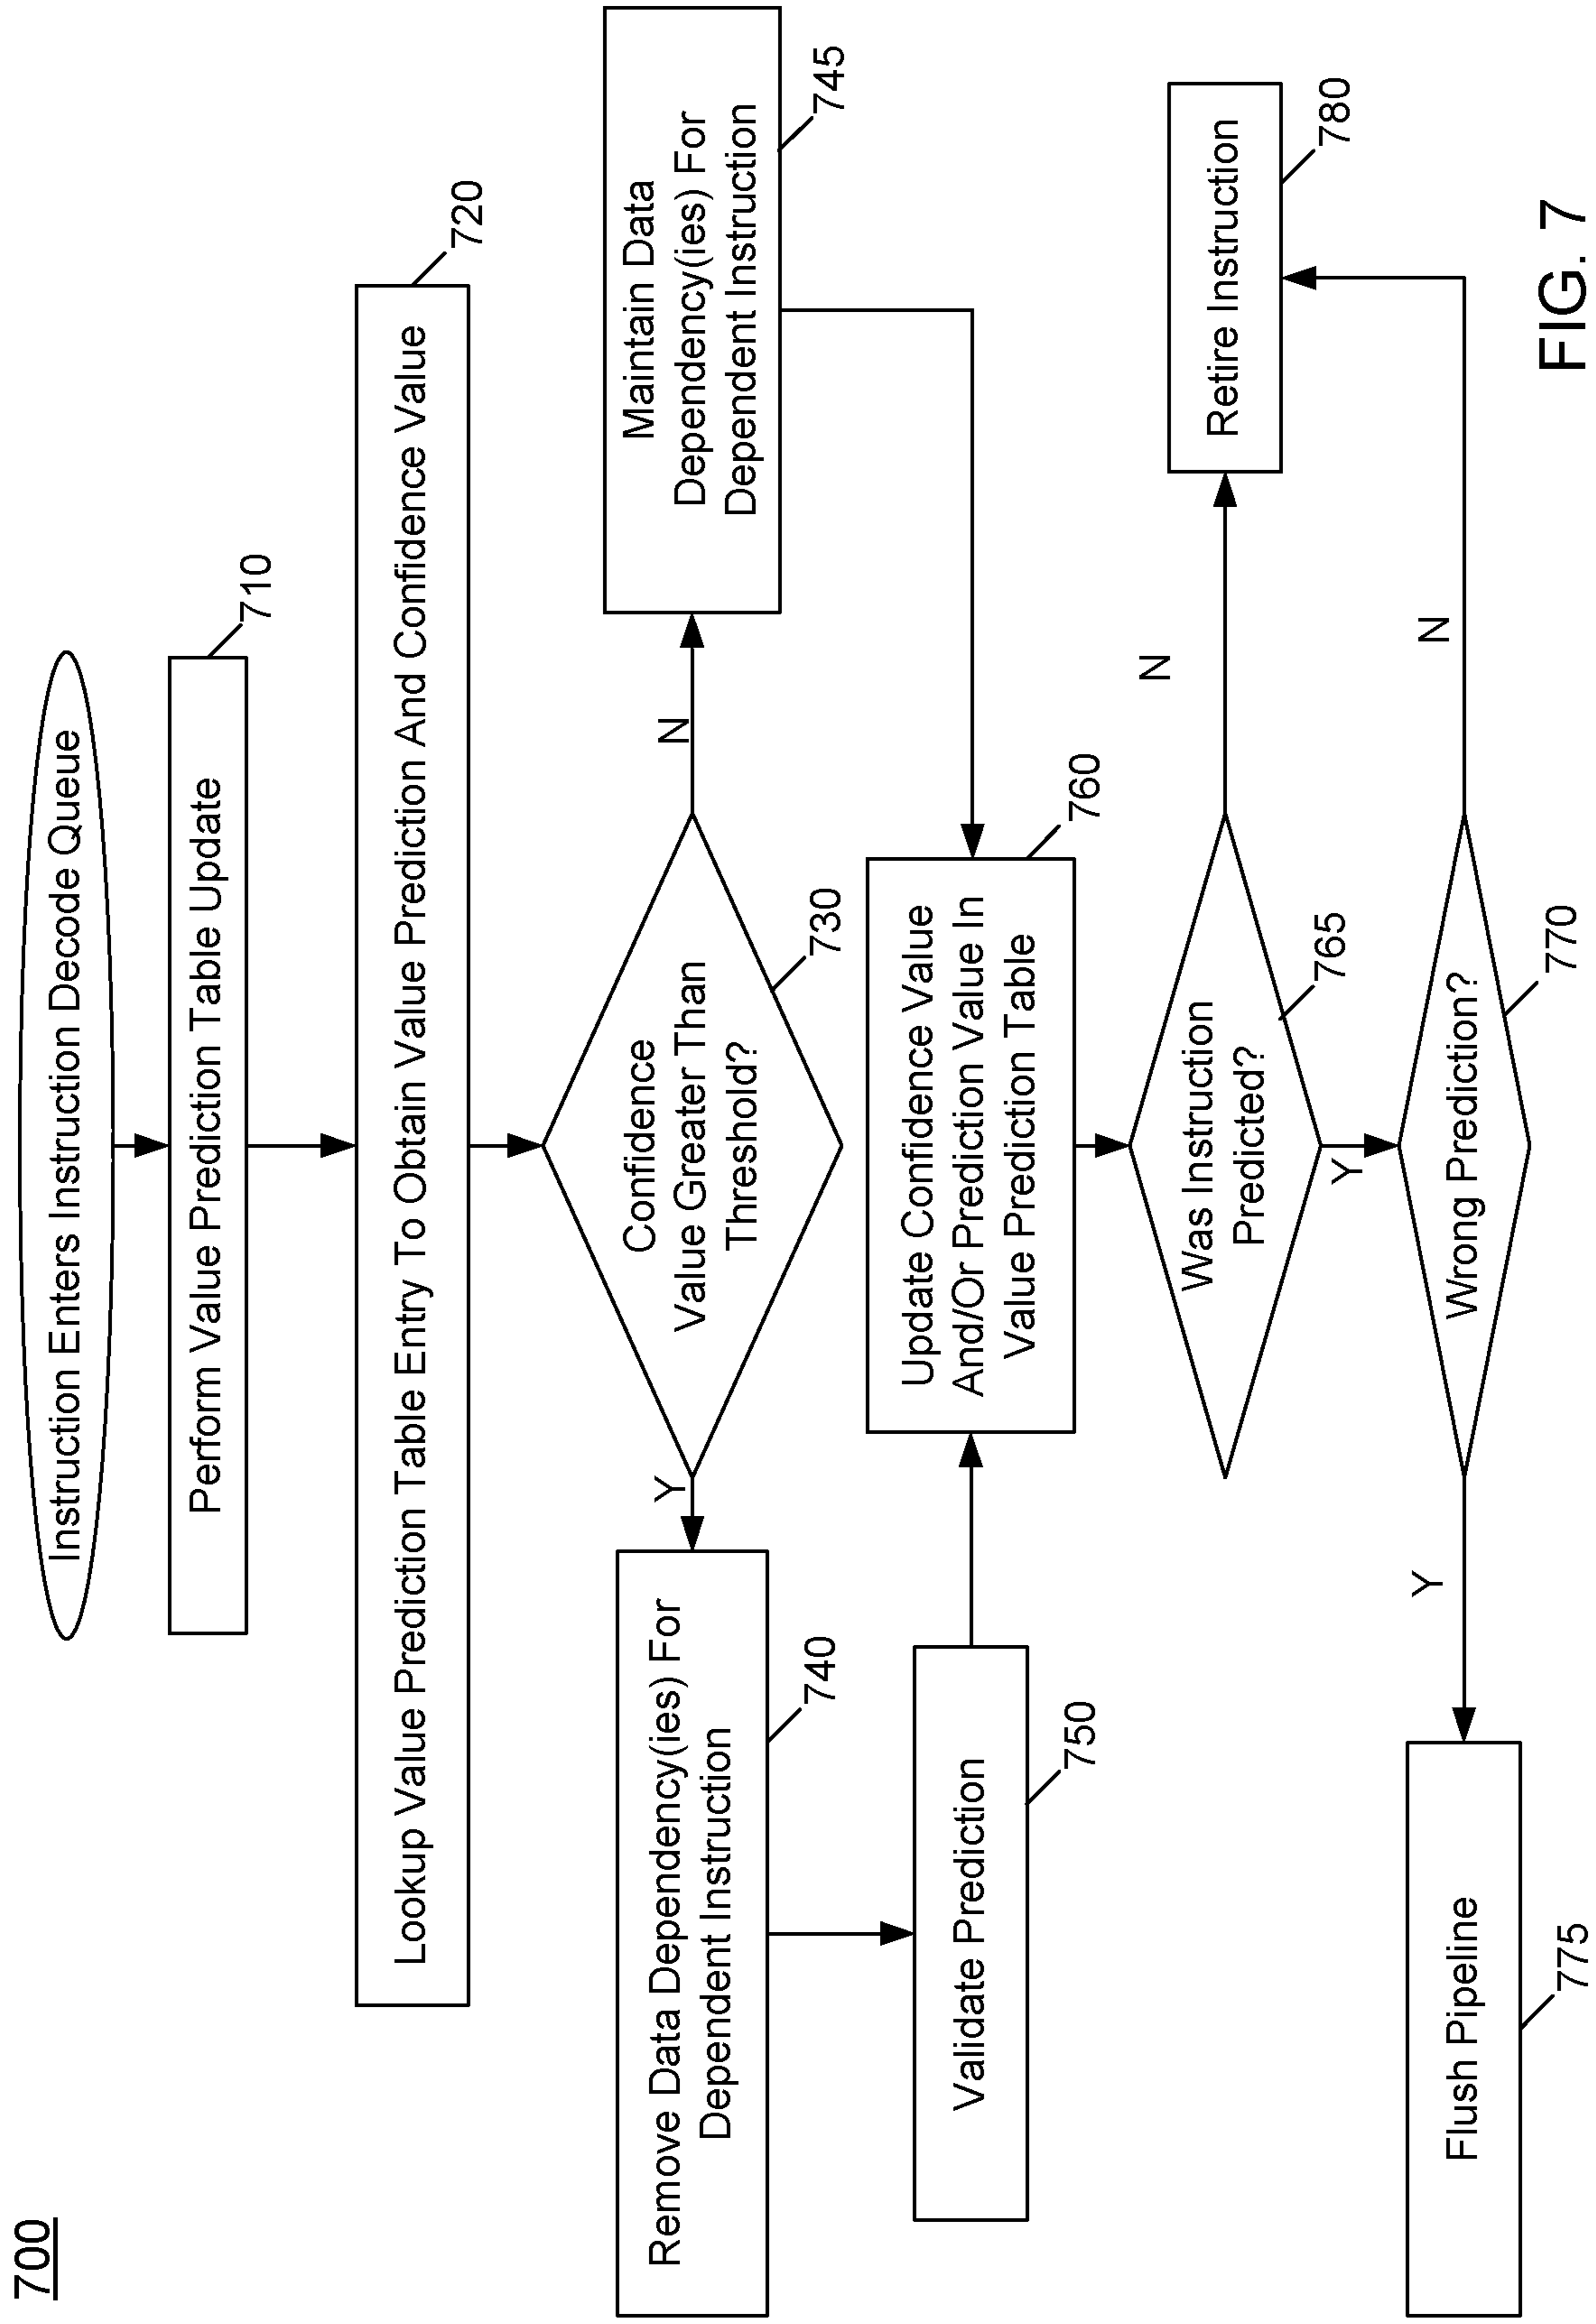 700
Instruction Enters Instruction Decode Queue
Perform Value Prediction Table Update
710
Lookup Value Prediction Table Entry To Obtain Value Prediction And Confidence Value
720
Confidence
Value Greater Than
Threshold?
730
Y
N
Remove Data Dependency(ies) For
Dependent Instruction
740
Maintain Data
Dependency(ies) For
Dependent Instruction
745
Validate Prediction
750
Update Confidence Value
And/Or Prediction Value In
Value Prediction Table
760
Was Instruction
Predicted?
765
N
Y
Retire Instruction
780
Wrong Prediction?
770
Y
N
Flush Pipeline
775
FIG. 7